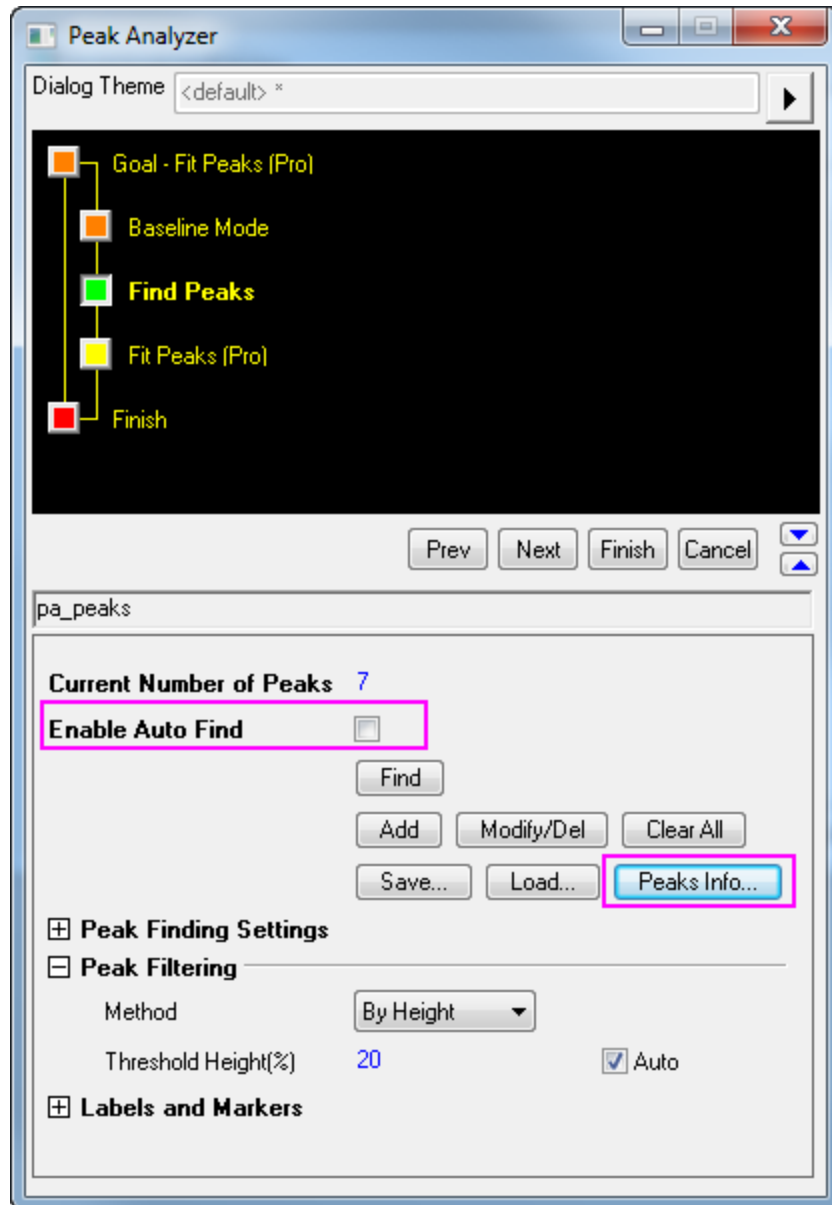 Peak Analyzer
Dialog Theme <default> *
Goal - Fit Peaks (Pro)
Baseline Mode
Find Peaks
Fit Peaks (Pro)
Finish
Prev Next Finish Cancel
pa_peaks
Current Number of Peaks 7
Enable Auto Find
Find
Add Modify/Del Clear All
Save... Load... Peaks Info...
Peak Finding Settings
Peak Filtering
Method By Height
Threshold Height(%) 20 Auto
Labels and Markers